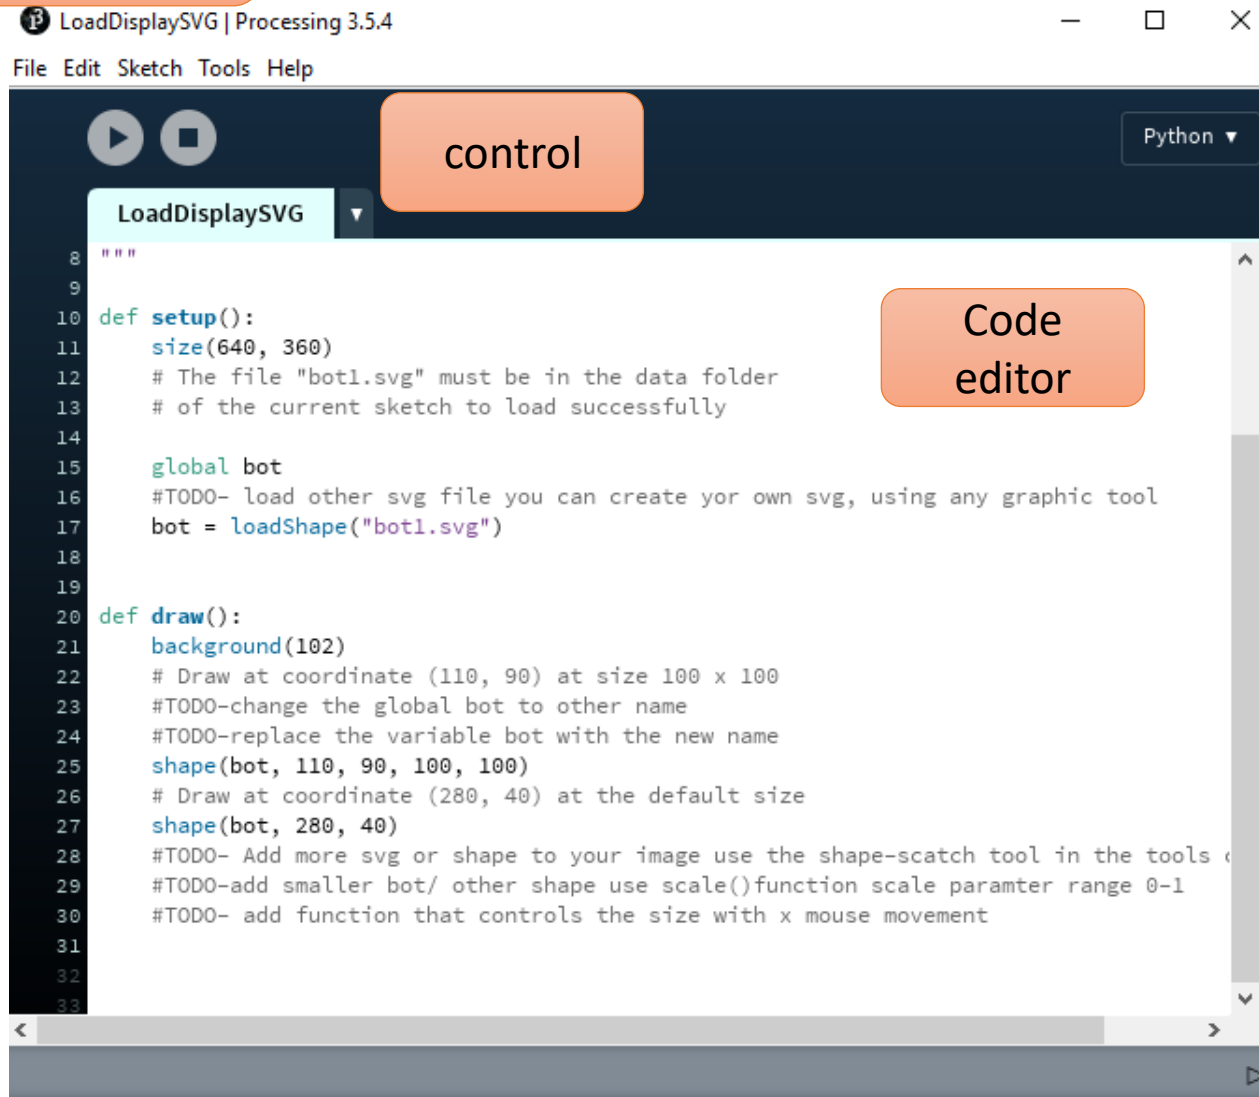 LoadDisplaySVG | Processing 3.5.4
File Edit Sketch Tools Help
control
Python ▼
LoadDisplaySVG ▼
8 """
9
10 def setup():
Code
editor
11 size(640, 360)
12 # The file "bot1.svg" must be in the data folder
13 # of the current sketch to load successfully
14
15 global bot
16 #TODO- load other svg file you can create yor own svg, using any graphic tool
17 bot = loadShape("bot1.svg")
18
19
20 def draw():
21 background(102)
22 # Draw at coordinate (110, 90) at size 100 x 100
23 #TODO-change the global bot to other name
24 #TODO-replace the variable bot with the new name
25 shape(bot, 110, 90, 100, 100)
26 # Draw at coordinate (280, 40) at the default size
27 shape(bot, 280, 40)
28 #TODO- Add more svg or shape to your image use the shape-scatch tool in the tools
29 #TODO-add smaller bot/ other shape use scale()function scale paramter range 0-1
30 #TODO- add function that controls the size with x mouse movement
31
32
33